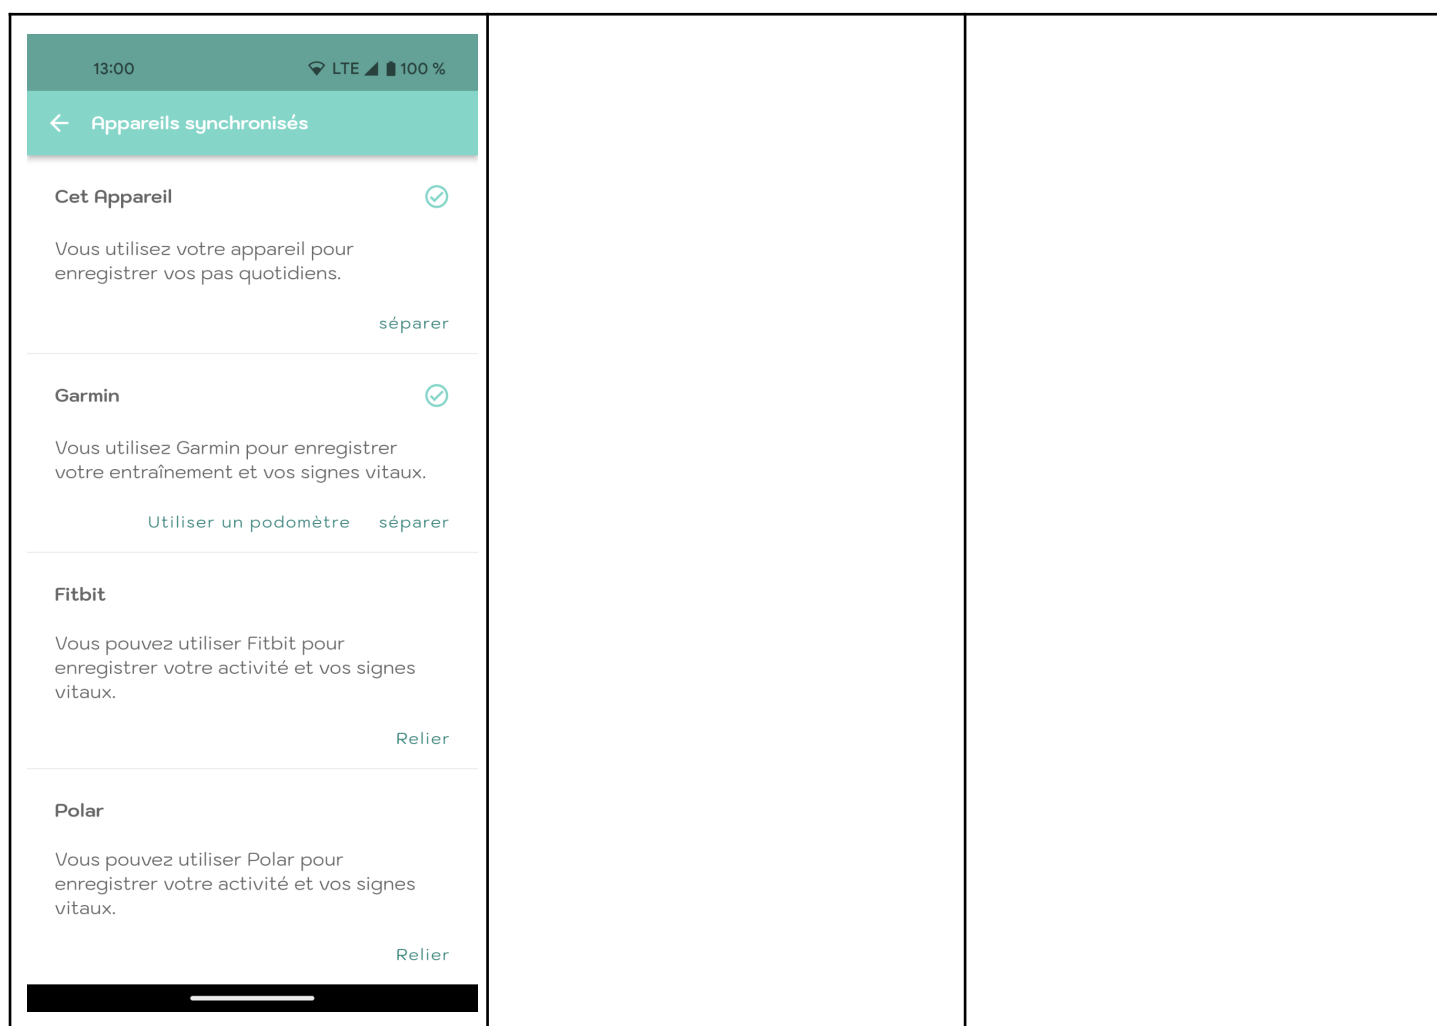 13:00 LTE 100 %
Appareils synchronisés
Cet Appareil
Vous utilisez votre appareil pour
enregistrer vos pas quotidiens.
séparer
Garmin
Vous utilisez Garmin pour enregistrer
votre entraînement et vos signes vitaux.
Utiliser un podomètre séparer
Fitbit
Vous pouvez utiliser Fitbit pour
enregistrer votre activité et vos signes
vitaux.
Relier
Polar
Vous pouvez utiliser Polar pour
enregistrer votre activité et vos signes
vitaux.
Relier